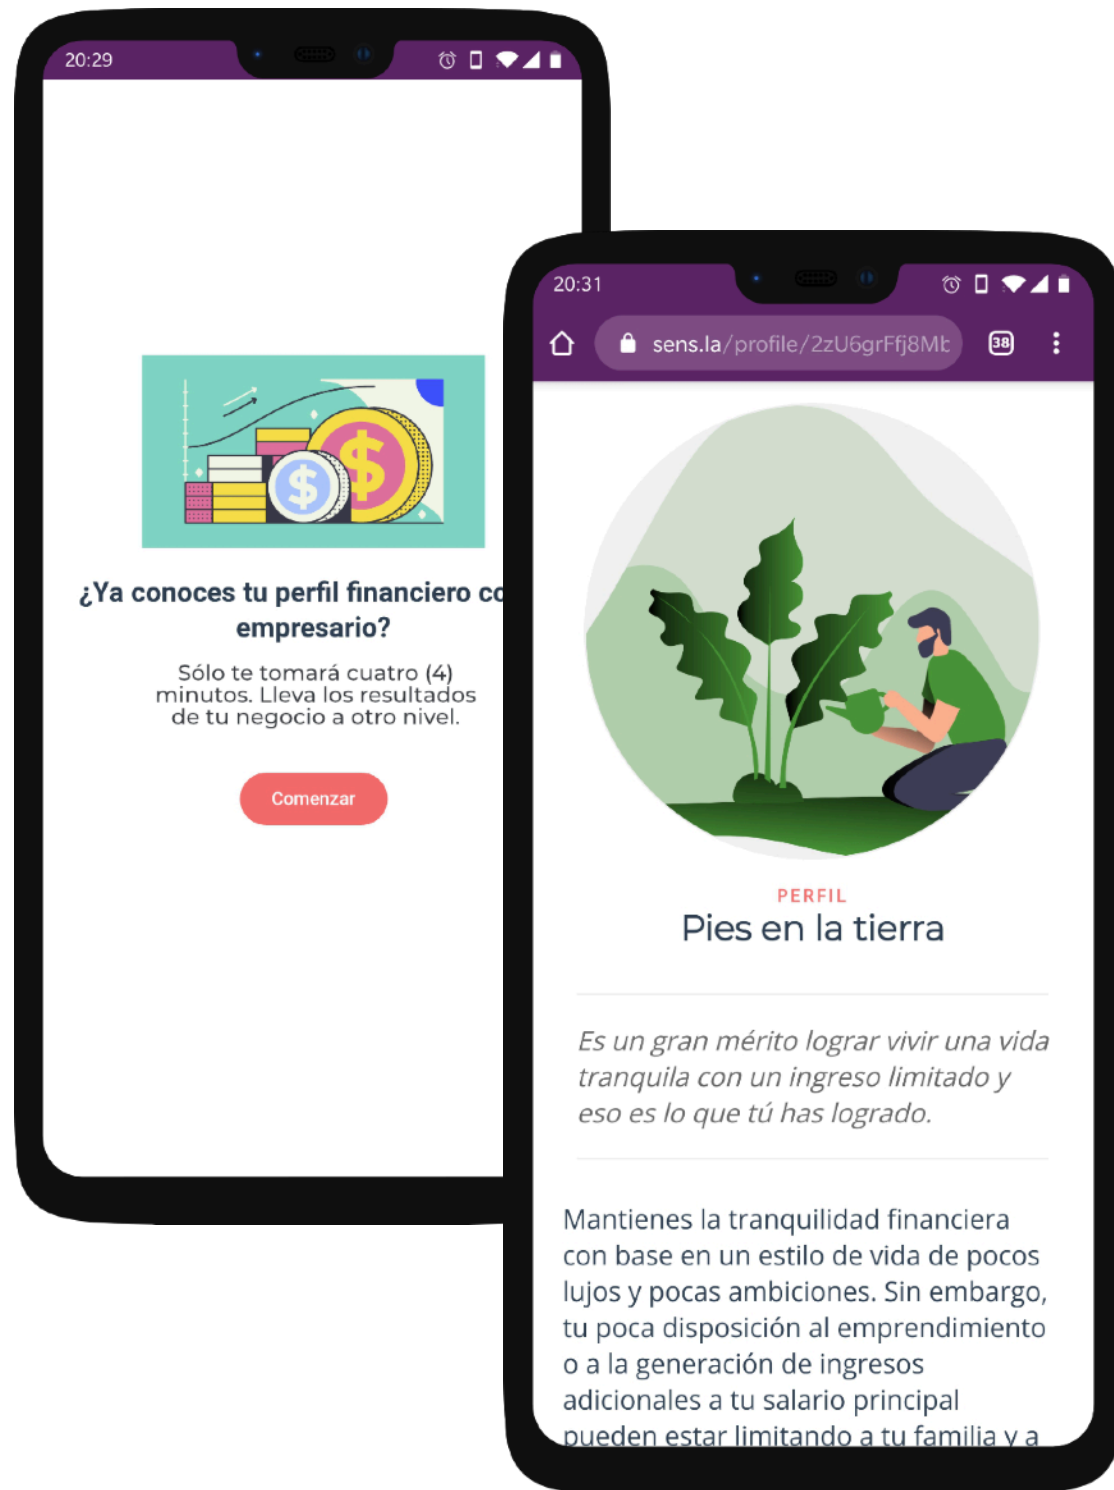 20:29
¿Ya conoces tu perfil financiero co
empresario?
Sólo te tomará cuatro (4)
minutos. Lleva los resultados
de tu negocio a otro nivel.
Comenzar
20:31
sens.la/profile/2zU6grFfj8Mb
38
PERFIL
Pies en la tierra
Es un gran mérito lograr vivir una vida
tranquila con un ingreso limitado y
eso es lo que tú has logrado.
Mantienes la tranquilidad financiera
con base en un estilo de vida de pocos
lujos y pocas ambiciones. Sin embargo,
tu poca disposición al emprendimiento
o a la generación de ingresos
adicionales a tu salario principal
pueden estar limitando a tu familia y a